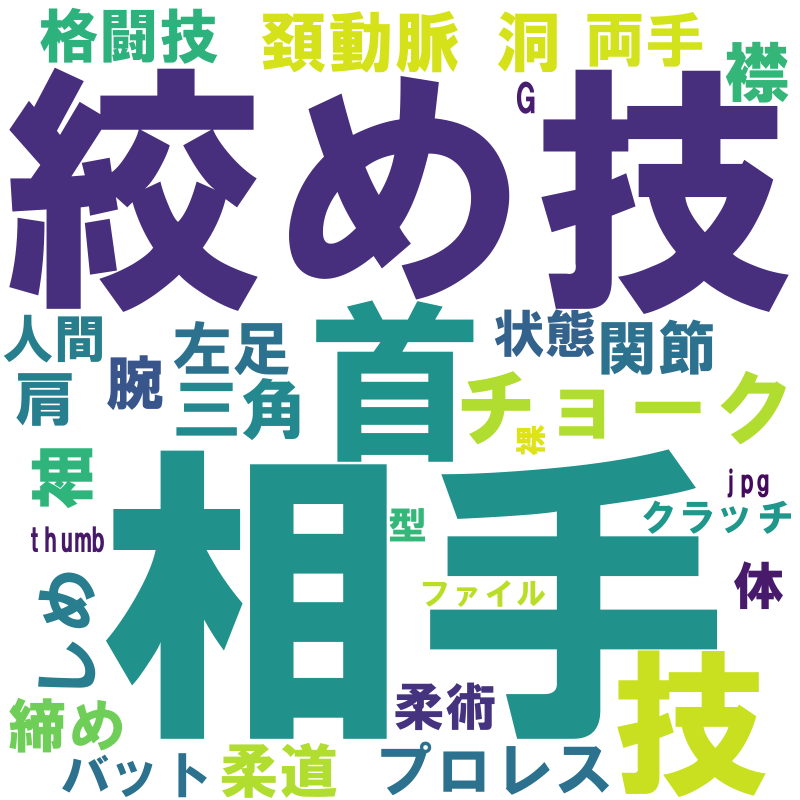 格闘技
頚動脈
洞
両手
襟
G
絞め技
人間
左足
首
状態
関節
肩
腕
三角
チョーク
裸
袖
相手
jpg
クラッチ
thumb
型
ファイル
体
しめ
技
締め
柔術
バット
柔道
プロレス